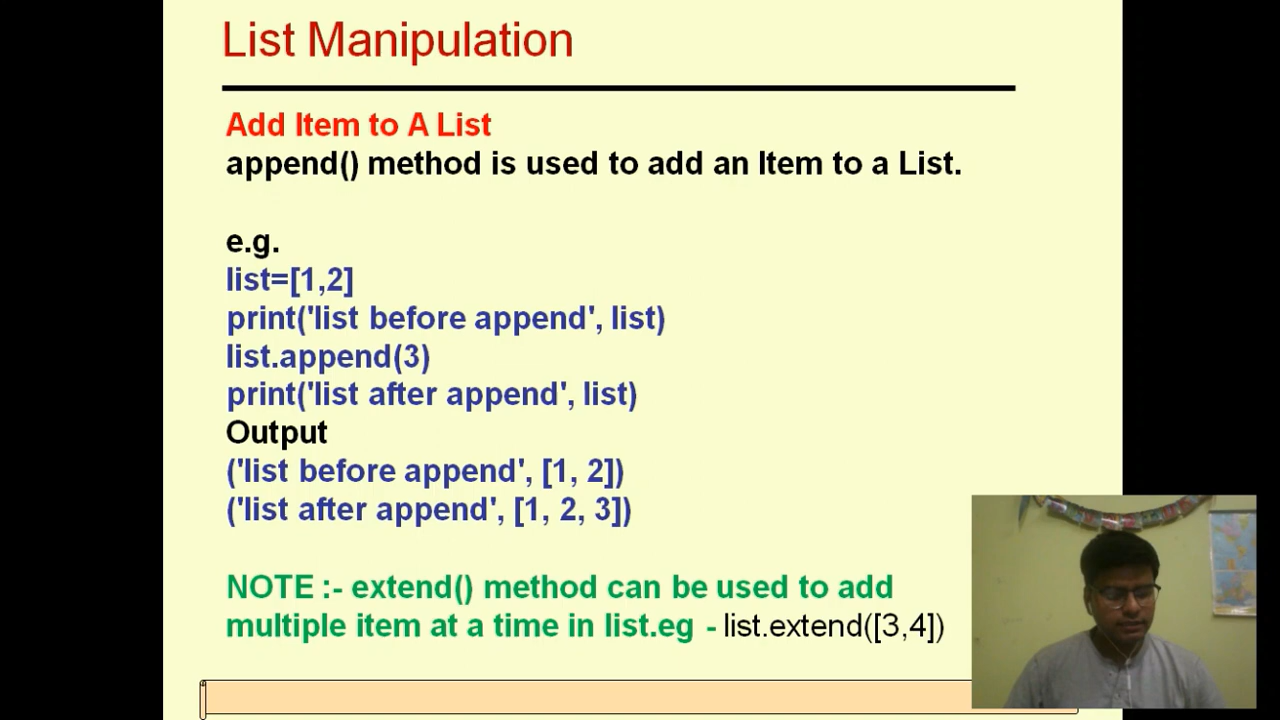 List Manipulation
Add Item to A List
append() method is used to add an Item to a List.
e.g.
list=[1,2]
print('list before append', list)
list.append(3)
print('list after append', list)
Output
('list before append', [1, 2])
('list after append', [1, 2, 3])
NOTE :- extend() method can be used to add
multiple item at a time in list.eg - list.extend([3,4])